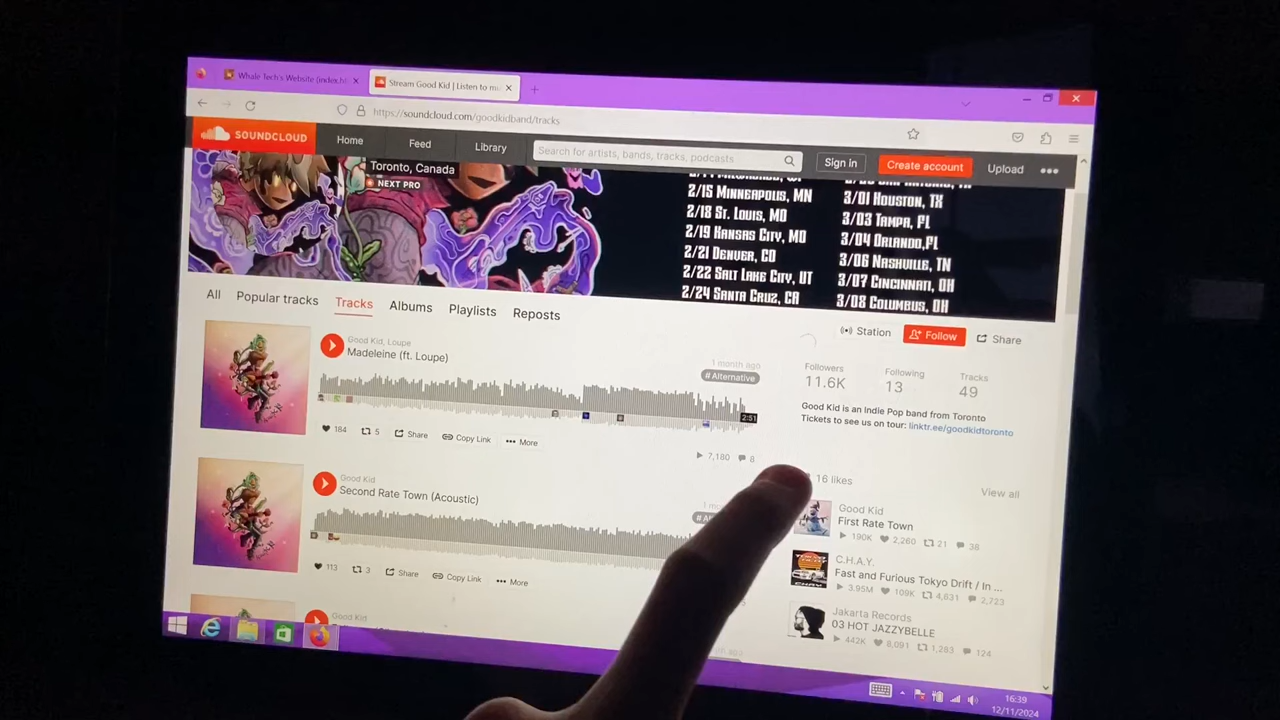 Whale Tech's Website (index.h
Stream Good Kid | Listen to mu
https://soundcloud.com/goodkidband/tracks
SOUNDCLOUD
Home
Feed
Library
Search for artists, bands, tracks, podcasts
Sign in
Create account
Upload
Toronto, Canada
NEXT PRO
2/15 Minneapolis, MN
2/18 St. Louis, MO
2/19 Kansas City, MO
2/21 Denver, CO
2/22 Salt Lake City, UT
2/24 Santa Cruz, CA
3/01 Houston, TX
3/03 Tampa, FL
3/04 Orlando, FL
3/06 Nashville, TN
3/07 Cincinnati, OH
3/08 Columbus, OH
All
Popular tracks
Tracks
Albums
Playlists
Reposts
Station
Follow
Share
Good Kid, Loupe
Madeleine (ft. Loupe)
1 month ago
# Alternative
2:51
184
5
Share
Copy Link
More
7,180
8
Followers
11.6K
Following
13
Tracks
49
Good Kid is an Indie Pop band from Toronto
Tickets to see us on tour: linktr.ee/goodkidtoronto
Good Kid
Second Rate Town (Acoustic)
113
3
Share
Copy Link
More
16 likes
View all
Good Kid
First Rate Town
190K
2,260
21
38
C.H.A.Y.
Fast and Furious Tokyo Drift / In ...
3.95M
109K
4,631
2,723
Jakarta Records
03 HOT JAZZYBELLE
442K
8,091
1,283
124
Good Kid
16:39
12/11/2024